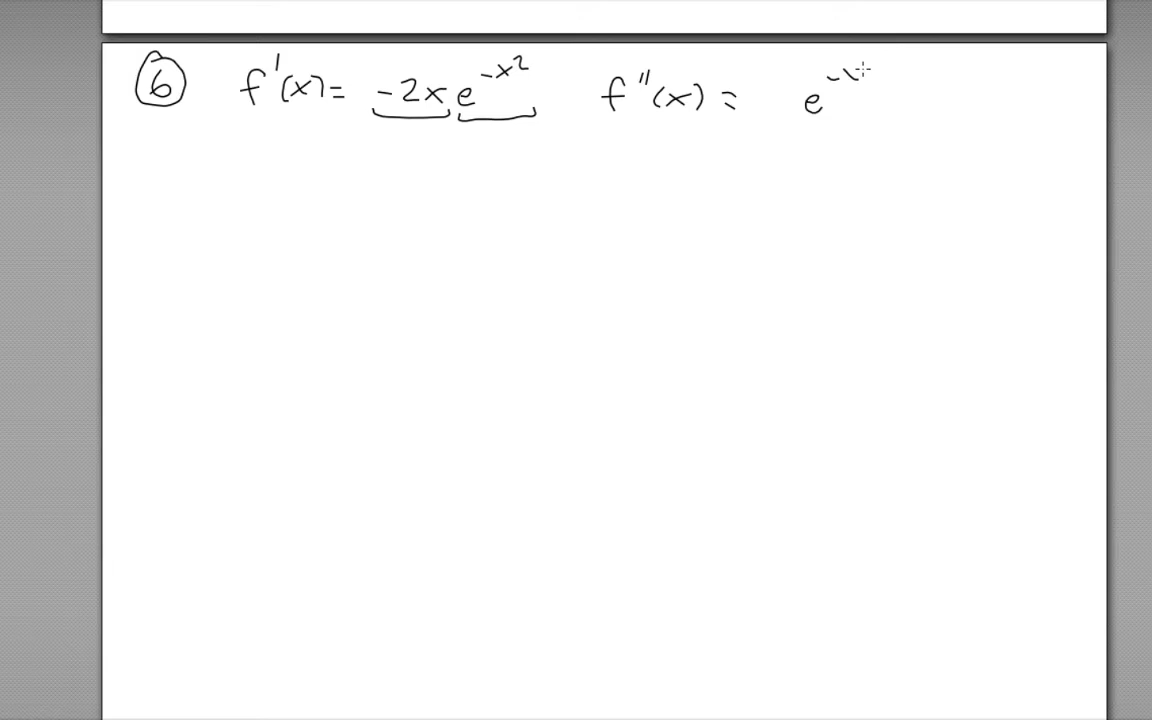 ⑥ f'(x) = -2x e^{-x^2} f''(x) = e^-